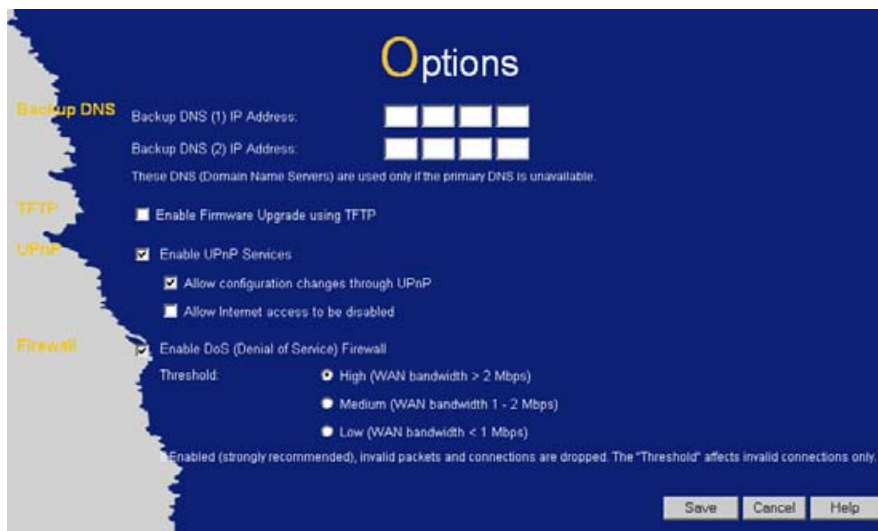 Options
Backup DNS
Backup DNS (1) IP Address:
Backup DNS (2) IP Address:
These DNS (Domain Name Servers) are used only if the primary DNS is unavailable.
TFTP
Enable Firmware Upgrade using TFTP
UPnP
Enable UPnP Services
Allow configuration changes through UPnP
Allow Internet access to be disabled
Firewall
Enable DoS (Denial of Service) Firewall
Threshold:
High (WAN bandwidth > 2 Mbps)
Medium (WAN bandwidth 1 - 2 Mbps)
Low (WAN bandwidth < 1 Mbps)
If Enabled (strongly recommended), invalid packets and connections are dropped. The "Threshold" affects invalid connections only.
Save Cancel Help